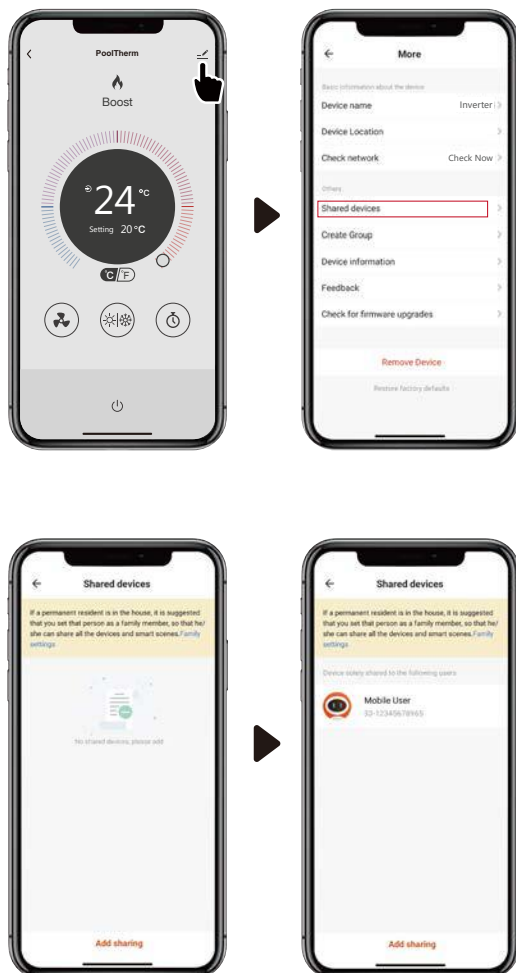 PoolTherm
Boost
24 °C
Setting 20 °C
°C/°F
More
Basic information about the device
Device name Inverter
Device Location
Check network Check Now
Others
Shared devices
Create Group
Device information
Feedback
Check for firmware upgrades
Remove Device
Restore factory defaults
Shared devices
If a permanent resident is in the house, it is suggested
that you set that person as a family member, so that he/
she can share all the devices and smart scenes.Family
settings
No shared devices, please add
Add sharing
Shared devices
If a permanent resident is in the house, it is suggested
that you set that person as a family member, so that he/
she can share all the devices and smart scenes.Family
settings
Device solely shared to the following users
Mobile User
Add sharing